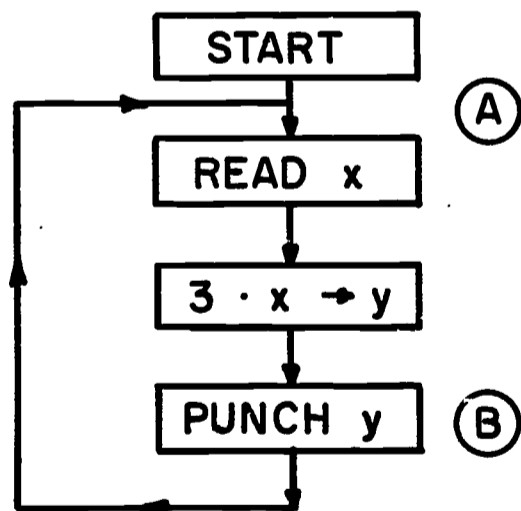 START
A
READ x
3 · x → y
PUNCH y
B